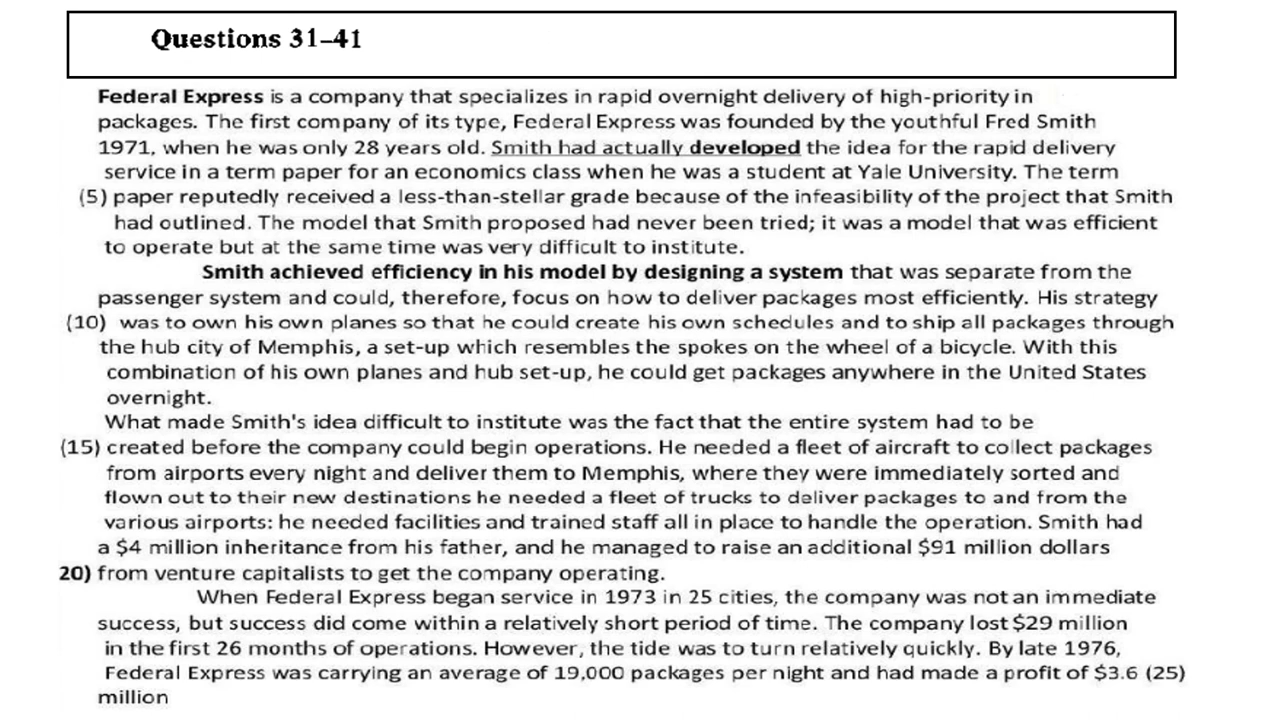 Questions 31–41
Federal Express is a company that specializes in rapid overnight delivery of high-priority in
packages. The first company of its type, Federal Express was founded by the youthful Fred Smith
1971, when he was only 28 years old. Smith had actually developed the idea for the rapid delivery
service in a term paper for an economics class when he was a student at Yale University. The term
(5) paper reputedly received a less-than-stellar grade because of the infeasibility of the project that Smith
had outlined. The model that Smith proposed had never been tried; it was a model that was efficient
to operate but at the same time was very difficult to institute.
Smith achieved efficiency in his model by designing a system that was separate from the
passenger system and could, therefore, focus on how to deliver packages most efficiently. His strategy
(10) was to own his own planes so that he could create his own schedules and to ship all packages through
the hub city of Memphis, a set-up which resembles the spokes on the wheel of a bicycle. With this
combination of his own planes and hub set-up, he could get packages anywhere in the United States
overnight.
What made Smith's idea difficult to institute was the fact that the entire system had to be
(15) created before the company could begin operations. He needed a fleet of aircraft to collect packages
from airports every night and deliver them to Memphis, where they were immediately sorted and
flown out to their new destinations he needed a fleet of trucks to deliver packages to and from the
various airports: he needed facilities and trained staff all in place to handle the operation. Smith had
a $4 million inheritance from his father, and he managed to raise an additional $91 million dollars
20) from venture capitalists to get the company operating.
When Federal Express began service in 1973 in 25 cities, the company was not an immediate
success, but success did come within a relatively short period of time. The company lost $29 million
in the first 26 months of operations. However, the tide was to turn relatively quickly. By late 1976,
Federal Express was carrying an average of 19,000 packages per night and had made a profit of $3.6 (25)
million